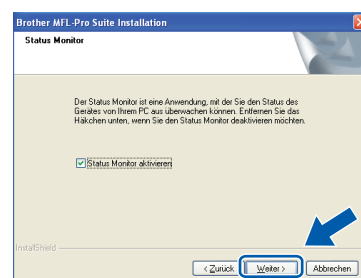 Brother MFL-Pro Suite Installation
Status Monitor
Der Status Monitor ist eine Anwendung, mit der Sie den Status des
Gerätes von Ihrem PC aus überwachen können. Entfernen Sie das
Häkchen unten, wenn Sie den Status Monitor deaktivieren möchten.
Status Monitor aktivieren
InstallShield
< Zurück
Weiter >
Abbrechen